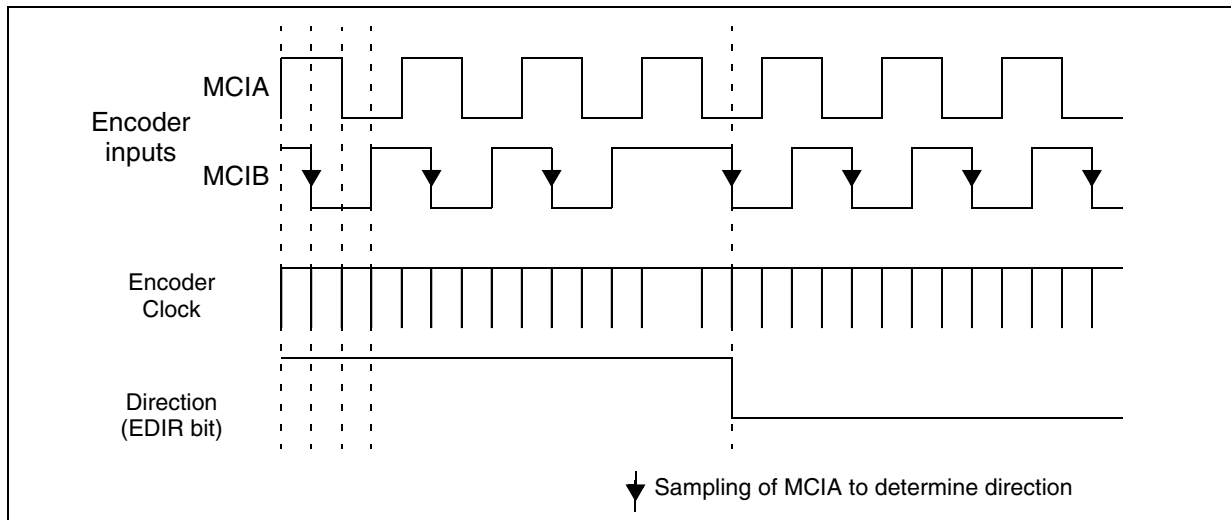 MCIA
Encoder
inputs
MCIB
Encoder
Clock
Direction
(EDIR bit)
Sampling of MCIA to determine direction